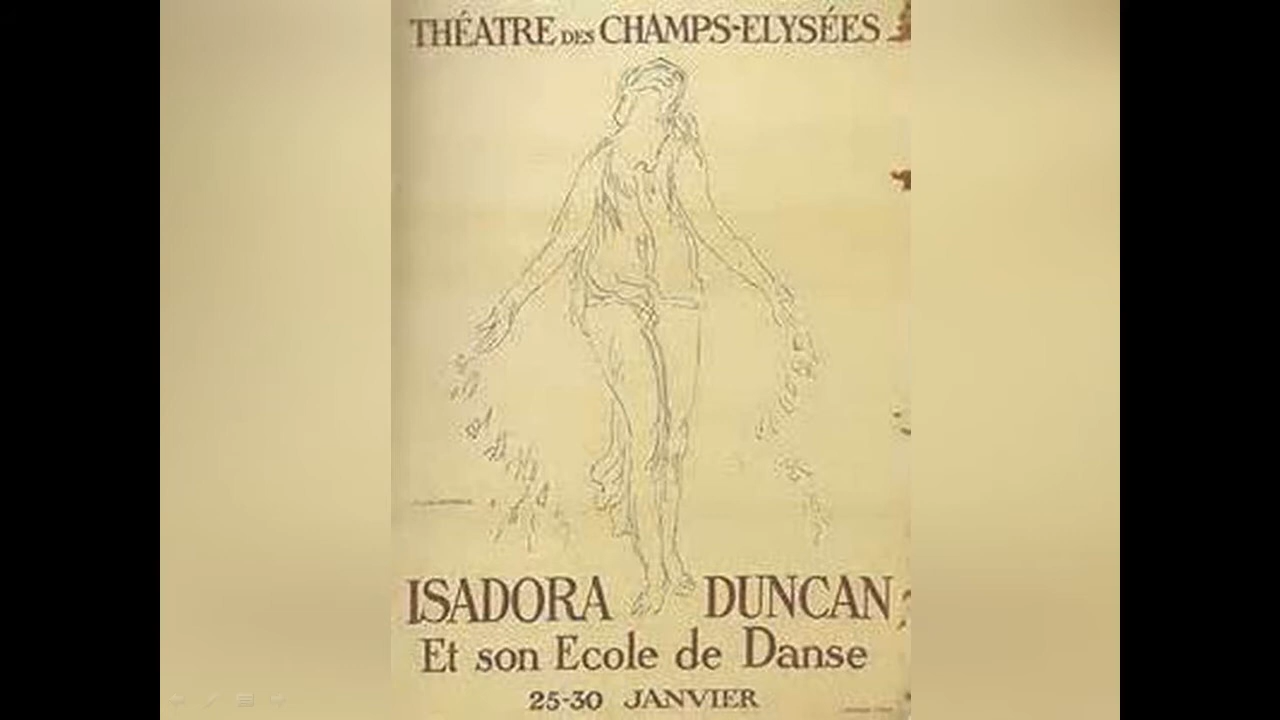 THÉATRE DES CHAMPS-ELYSÉES
ISADORA DUNCAN
Et son Ecole de Danse
25-30 JANVIER